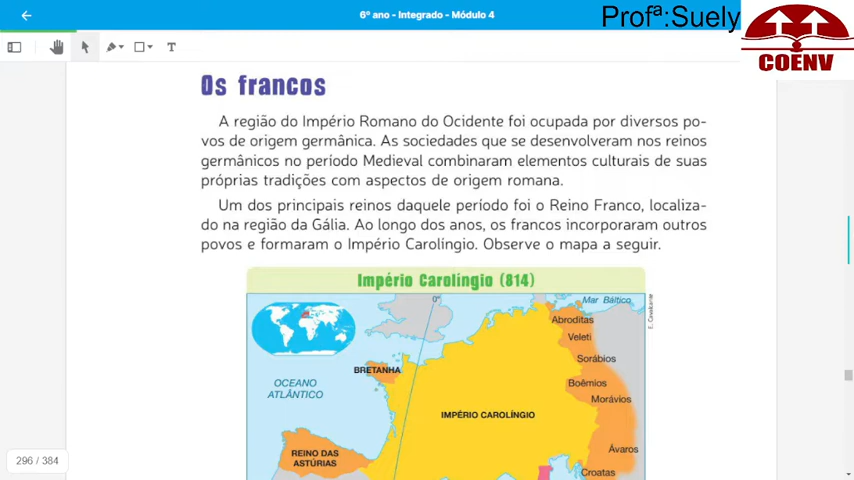 6º ano - Integrado - Módulo 4
Profª:Suely
COENV
T
Os francos
A região do Império Romano do Ocidente foi ocupada por diversos po-
vos de origem germânica. As sociedades que se desenvolveram nos reinos
germânicos no período Medieval combinaram elementos culturais de suas
próprias tradições com aspectos de origem romana.
Um dos principais reinos daquele período foi o Reino Franco, localiza-
do na região da Gália. Ao longo dos anos, os francos incorporaram outros
povos e formaram o Império Carolíngio. Observe o mapa a seguir.
Império Carolíngio (814)
0°
Mar Báltico
E. Cavalcante
Abroditas
Veleti
Sorábios
BRETANHA
Boêmios
OCEANO
ATLÂNTICO
Morávios
IMPÉRIO CAROLÍNGIO
Ávaros
REINO DAS
ASTÚRIAS
Croatas
296 / 384